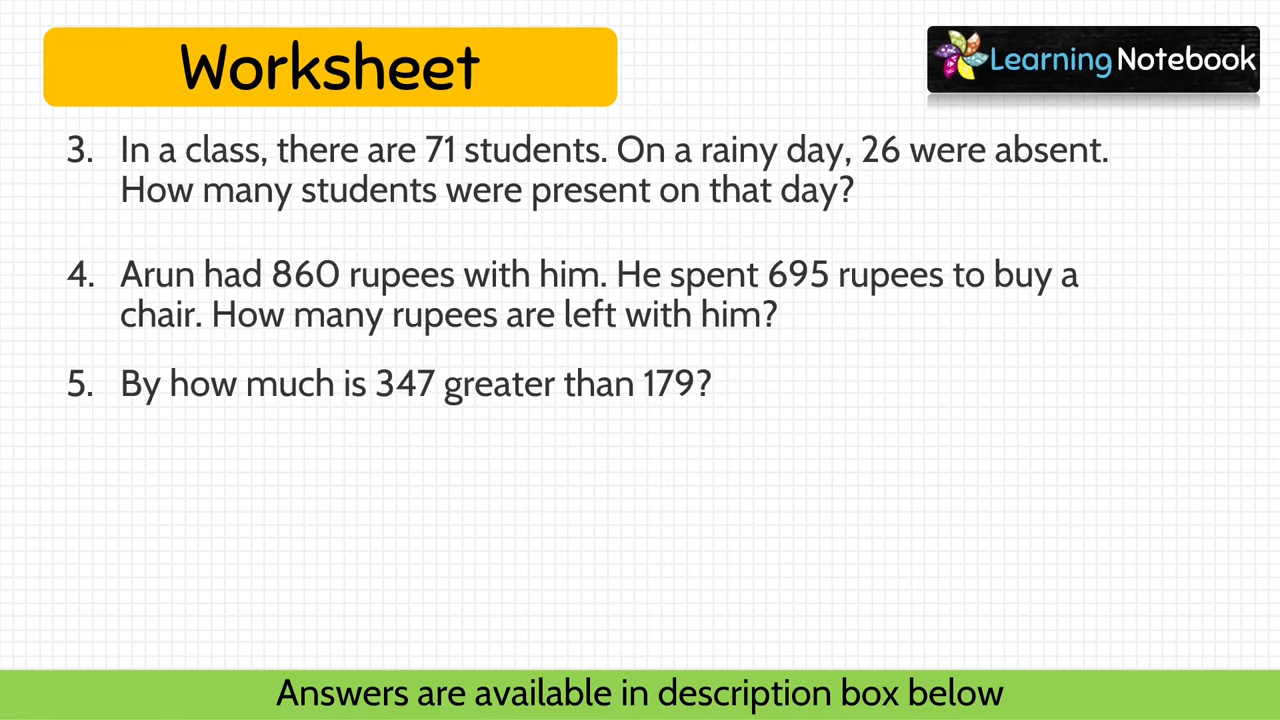 Worksheet
Learning Notebook
3. In a class, there are 71 students. On a rainy day, 26 were absent.
How many students were present on that day?
4. Arun had 860 rupees with him. He spent 695 rupees to buy a
chair. How many rupees are left with him?
5. By how much is 347 greater than 179?
Answers are available in description box below